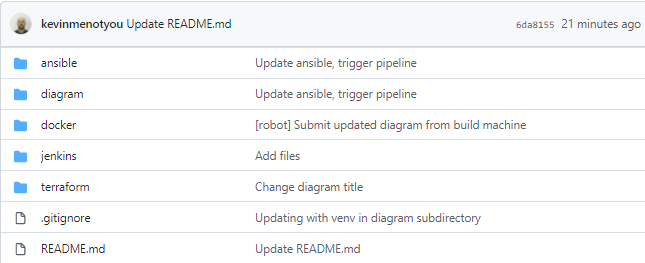 kevinmenotyou Update README.md 6da8155 21 minutes ago
ansible Update ansible, trigger pipeline
diagram Update ansible, trigger pipeline
docker [robot] Submit updated diagram from build machine
jenkins Add files
terraform Change diagram title
.gitignore Updating with venv in diagram subdirectory
README.md Update README.md